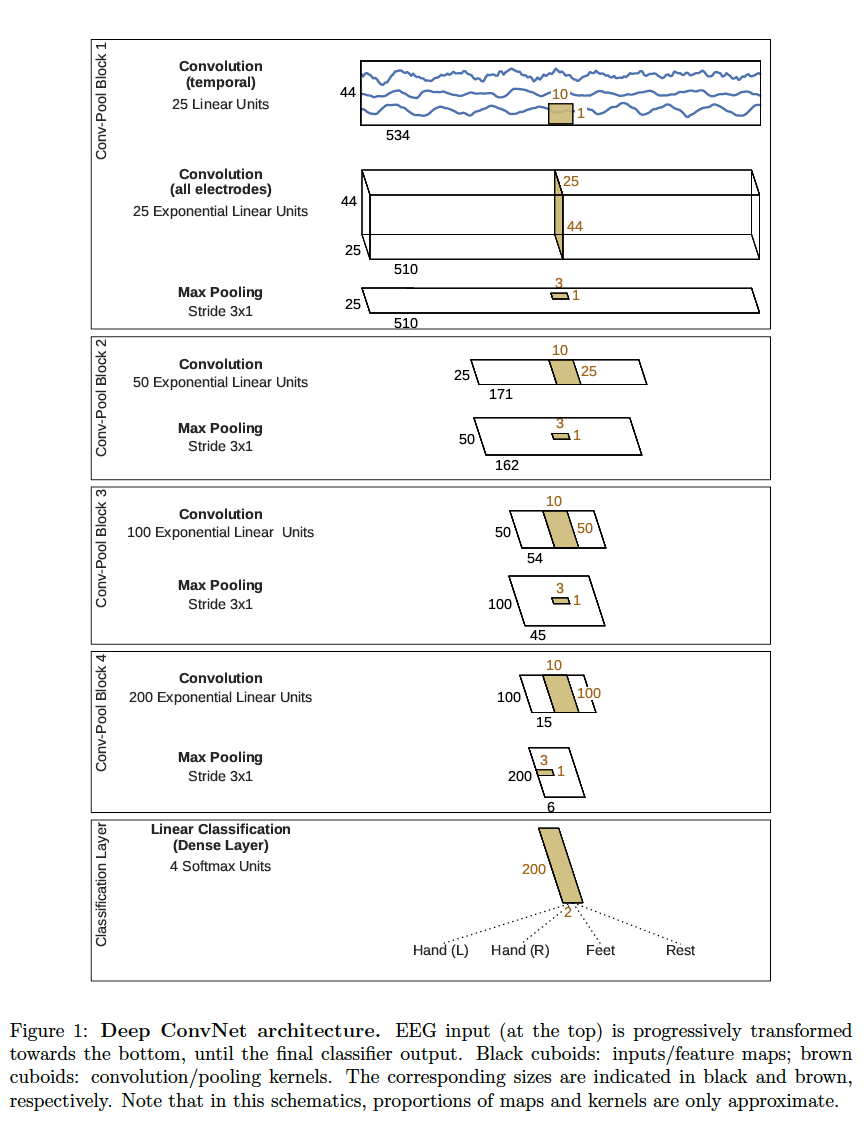 Conv-Pool Block 1
Convolution
(temporal)
25 Linear Units
44
10
1
534
Convolution
(all electrodes)
25 Exponential Linear Units
44
25
25
44
510
Max Pooling
Stride 3x1
25
3
1
510
Conv-Pool Block 2
Convolution
50 Exponential Linear Units
25
10
25
171
Max Pooling
Stride 3x1
50
3
1
162
Conv-Pool Block 3
Convolution
100 Exponential Linear Units
50
10
50
54
Max Pooling
Stride 3x1
100
3
1
45
Conv-Pool Block 4
Convolution
200 Exponential Linear Units
100
10
100
15
Max Pooling
Stride 3x1
200
3
1
6
Classification Layer
Linear Classification
(Dense Layer)
4 Softmax Units
200
2
Hand (L) Hand (R) Feet Rest
Figure 1: Deep ConvNet architecture. EEG input (at the top) is progressively transformed
towards the bottom, until the final classifier output. Black cuboids: inputs/feature maps; brown
cuboids: convolution/pooling kernels. The corresponding sizes are indicated in black and brown,
respectively. Note that in this schematics, proportions of maps and kernels are only approximate.